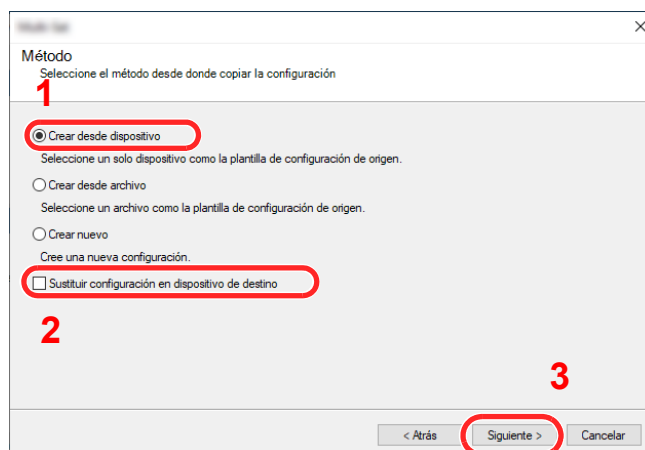 Método
Seleccione el método desde donde copiar la configuración
1
Crear desde dispositivo
Seleccione un solo dispositivo como la plantilla de configuración de origen.
Crear desde archivo
Seleccione un archivo como la plantilla de configuración de origen.
Crear nuevo
Cree una nueva configuración.
Sustituir configuración en dispositivo de destino
2
3
< Atrás Siguiente > Cancelar